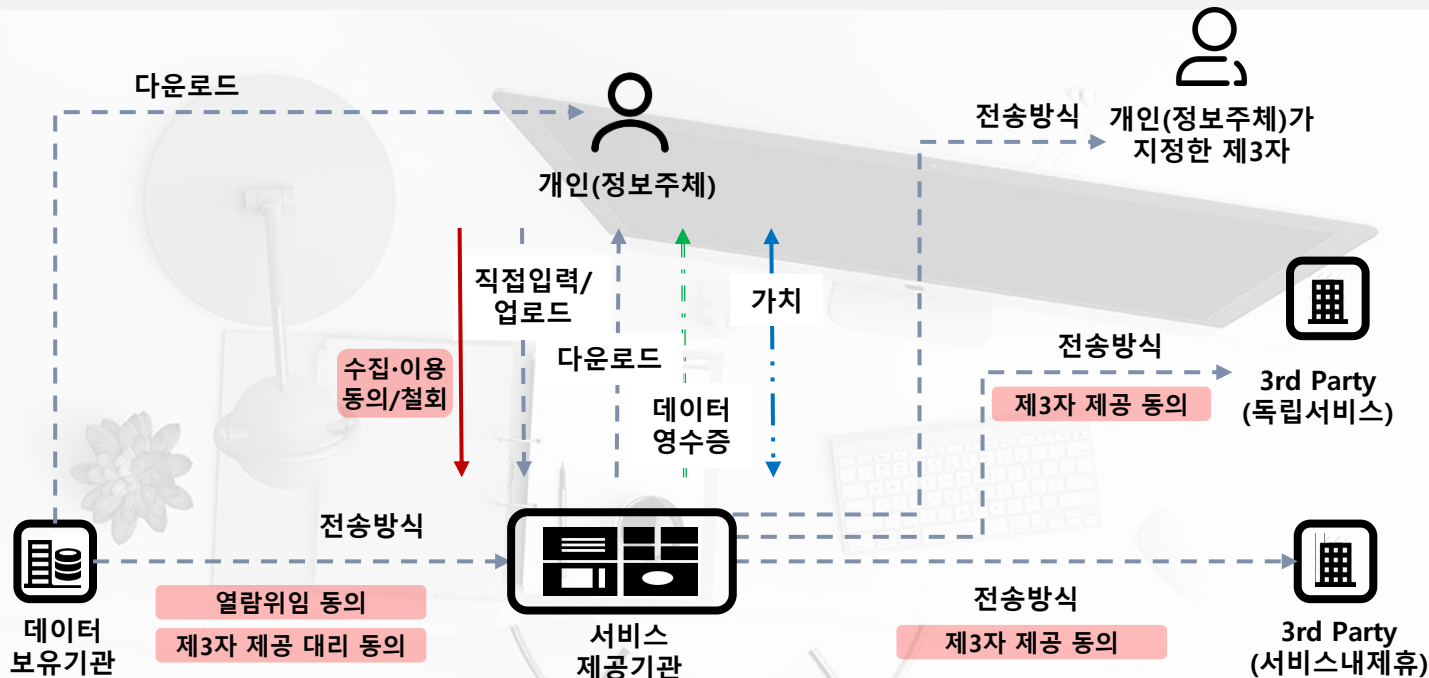 다운로드
개인(정보주체)
전송방식
개인(정보주체)가
지정한 제3자
직접입력/
업로드
가치
수집·이용
동의/철회
다운로드
데이터
영수증
전송방식
제3자 제공 동의
3rd Party
(독립서비스)
전송방식
열람위임 동의
제3자 제공 대리 동의
데이터
보유기관
서비스
제공기관
전송방식
제3자 제공 동의
3rd Party
(서비스내제휴)